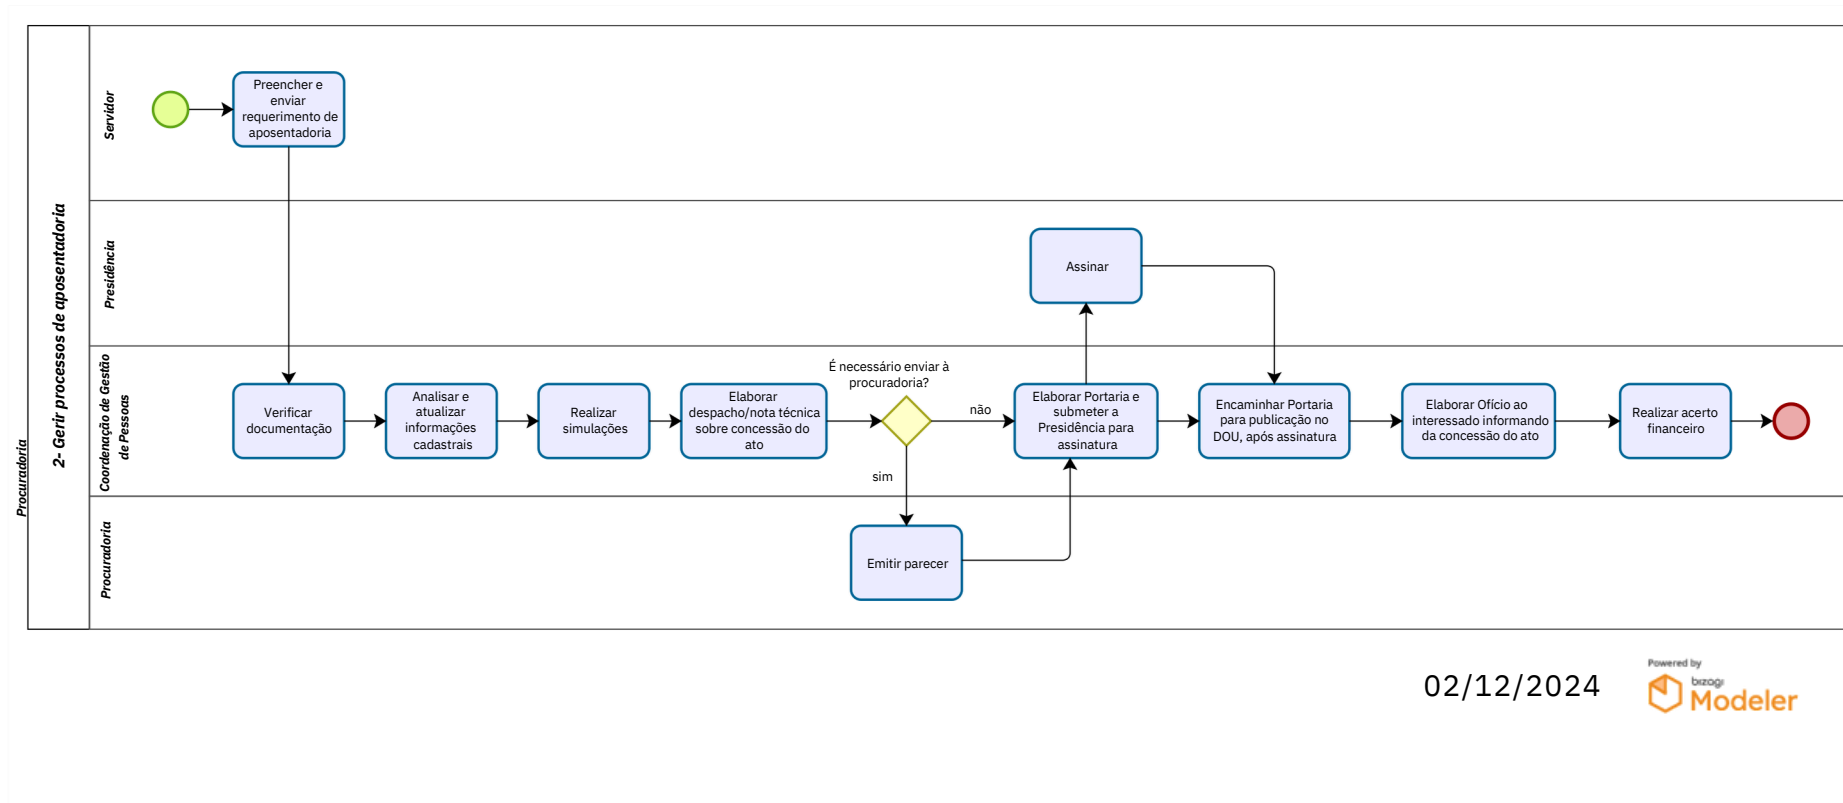 Procuradoria
2- Gerir processos de aposentadoria
Servidor
Preencher e
enviar
requerimento de
aposentadoria
Presidência
Assinar
Coordenação de Gestão
de Pessoas
Verificar
documentação
Analisar e
atualizar
informações
cadastrais
Realizar
simulações
Elaborar
despacho/nota técnica
sobre concessão do
ato
É necessário enviar à
procuradoria?
não
sim
Elaborar Portaria e
submeter a
Presidência para
assinatura
Encaminhar Portaria
para publicação no
DOU, após assinatura
Elaborar Ofício ao
interessado informando
da concessão do ato
Realizar acerto
financeiro
Procuradoria
Emitir parecer
02/12/2024
Powered by
bizagi
Modeler